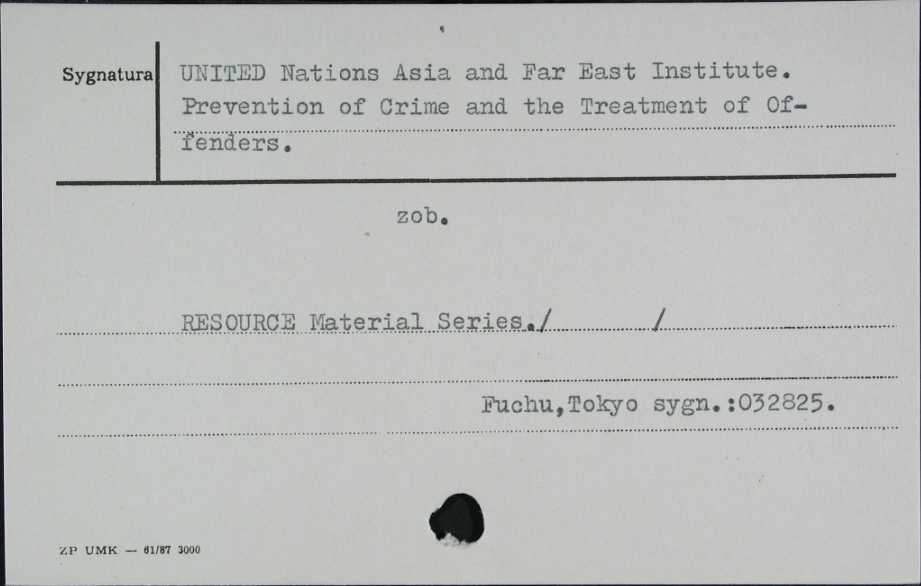 Sygnatura
UNITED Nations Asia and Far East Institute.
Prevention of Crime and the Treatment of Of-
fenders.
zob.
RESOURCE Material Series./ /
Fuchu,Tokyo sygn.:032825.
ZP UMK — 61/87 3000